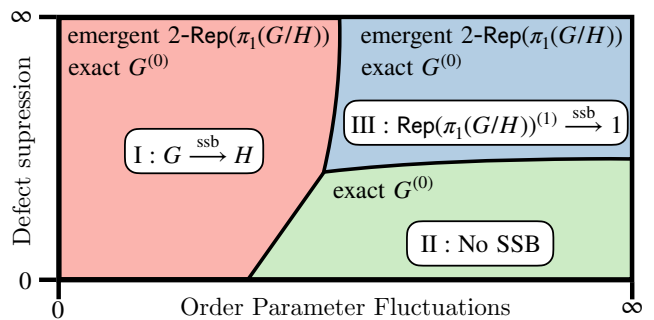 ∞
emergent 2-Rep(π₁(G/H))
exact G⁽⁰⁾
I : G —ssb→ H
emergent 2-Rep(π₁(G/H))
exact G⁽⁰⁾
III : Rep(π₁(G/H))⁽¹⁾ —ssb→ 1
exact G⁽⁰⁾
II : No SSB
Defect supression
0
0
Order Parameter Fluctuations
∞